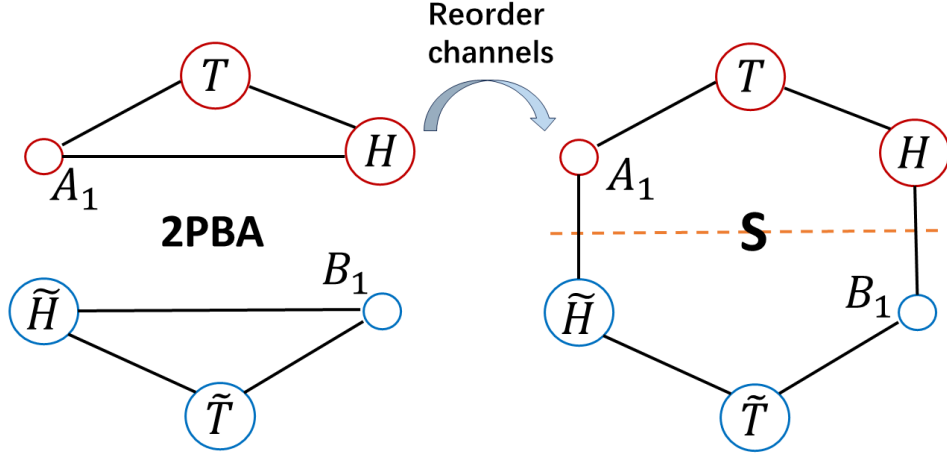 Reorder
channels
T
H
A₁
2PBA
H̃
B₁
T̃
T
H
A₁
S
H̃
B₁
T̃